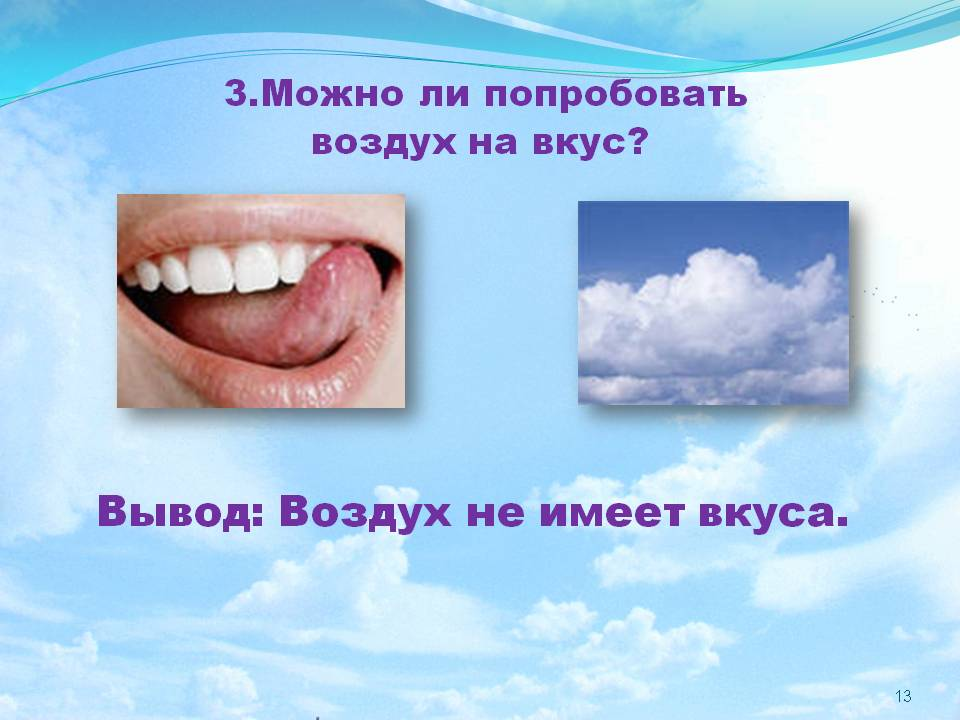 3.Можно ли попробовать
воздух на вкус?
Вывод: Воздух не имеет вкуса.
13